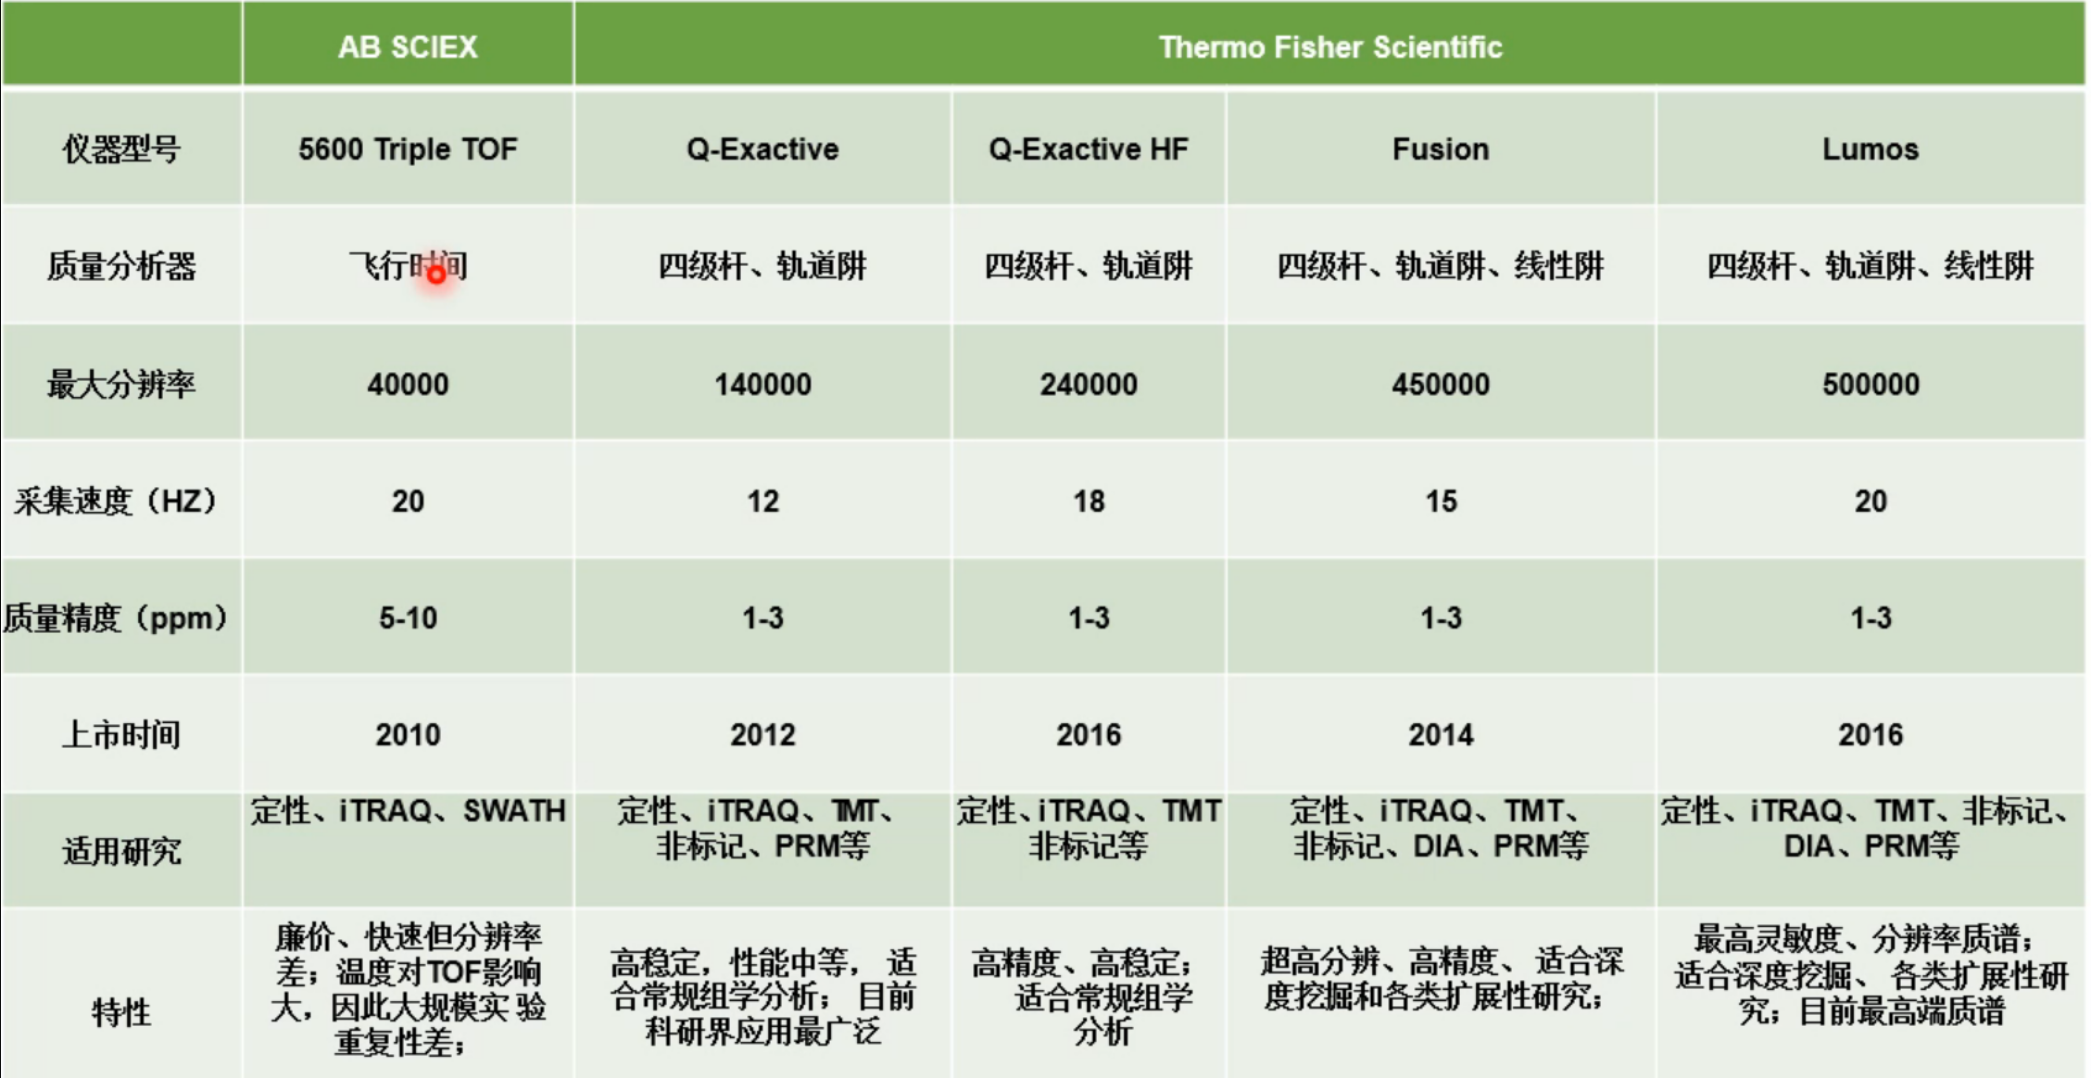 AB SCIEX
Thermo Fisher Scientific
仪器型号
5600 Triple TOF
Q-Exactive
Q-Exactive HF
Fusion
Lumos
质量分析器
飞行时间
四级杆、轨道阱
四级杆、轨道阱
四级杆、轨道阱、线性阱
四级杆、轨道阱、线性阱
最大分辨率
40000
140000
240000
450000
500000
采集速度（HZ）
20
12
18
15
20
质量精度（ppm）
5-10
1-3
1-3
1-3
1-3
上市时间
2010
2012
2016
2014
2016
适用研究
定性、iTRAQ、SWATH
定性、iTRAQ、TMT、
非标记、PRM等
定性、iTRAQ、TMT
非标记等
定性、iTRAQ、TMT、
非标记、DIA、PRM等
定性、iTRAQ、TMT、非标记、
DIA、PRM等
特性
廉价、快速但分辨率
差；温度对TOF影响
大，因此大规模实 验
重复性差；
高稳定，性能中等， 适
合常规组学分析； 目前
科研界应用最广泛
高精度、高稳定；
适合常规组学
分析
超高分辨、高精度、 适合深
度挖掘和各类扩展性研究；
最高灵敏度、分辨率质谱；
适合深度挖掘、 各类扩展性研
究；目前最高端质谱